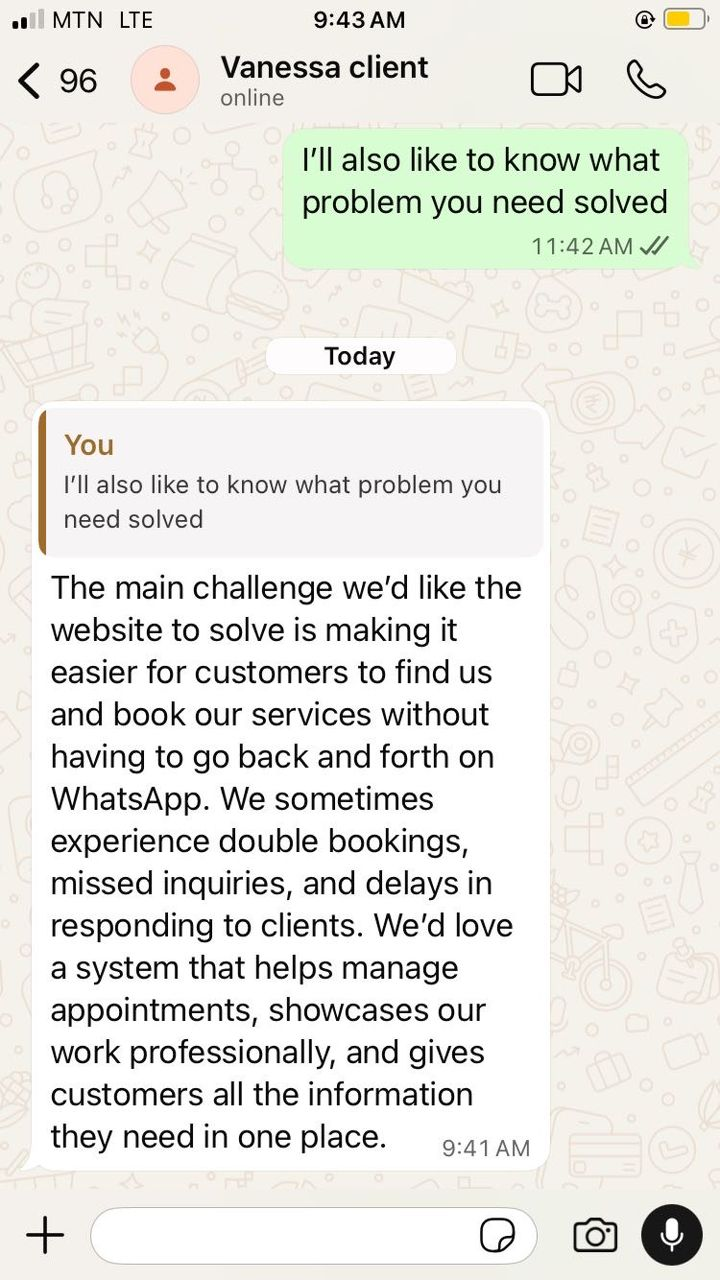 MTN LTE 9:43 AM
96 Vanessa client
online
I’ll also like to know what
problem you need solved
11:42 AM
Today
You
I’ll also like to know what problem you
need solved
The main challenge we’d like the
website to solve is making it
easier for customers to find us
and book our services without
having to go back and forth on
WhatsApp. We sometimes
experience double bookings,
missed inquiries, and delays in
responding to clients. We’d love
a system that helps manage
appointments, showcases our
work professionally, and gives
customers all the information
they need in one place.
9:41 AM